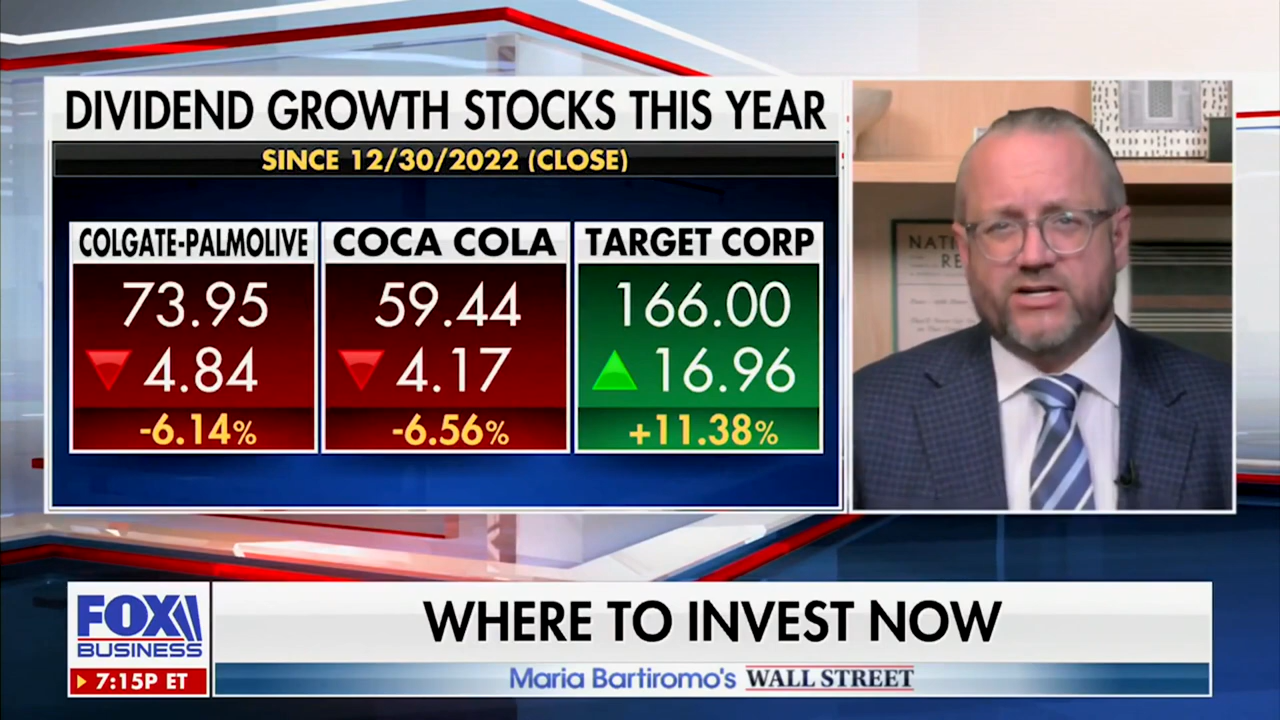 DIVIDEND GROWTH STOCKS THIS YEAR
SINCE 12/30/2022 (CLOSE)
COLGATE-PALMOLIVE
73.95
4.84
-6.14%
COCA COLA
59.44
4.17
-6.56%
TARGET CORP
166.00
16.96
+11.38%
NATI
RE
WHERE TO INVEST NOW
FOX
BUSINESS
7:15P ET
Maria Bartiromo's WALL STREET